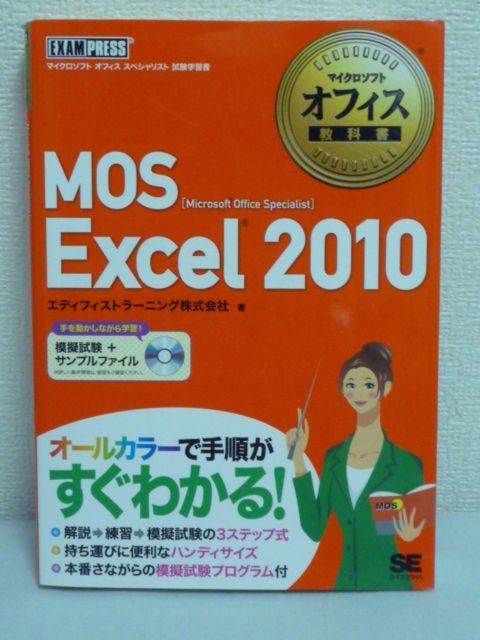 EXAMPRESS®
マイクロソフト オフィス スペシャリスト 試験学習書
マイクロソフト
オフィス
教科書
MOS
[Microsoft Office Specialist]
Excel® 2010
エディフィストラーニング株式会社 著
手を動かしながら学習!
模擬試験+
サンプルファイル
オールカラーで手順が
すぐわかる!
解説➡練習➡模擬試験の3ステップ式
持ち運びに便利なハンディサイズ
本番さながらの模擬試験プログラム付
MOS
SE
SHOEISHA